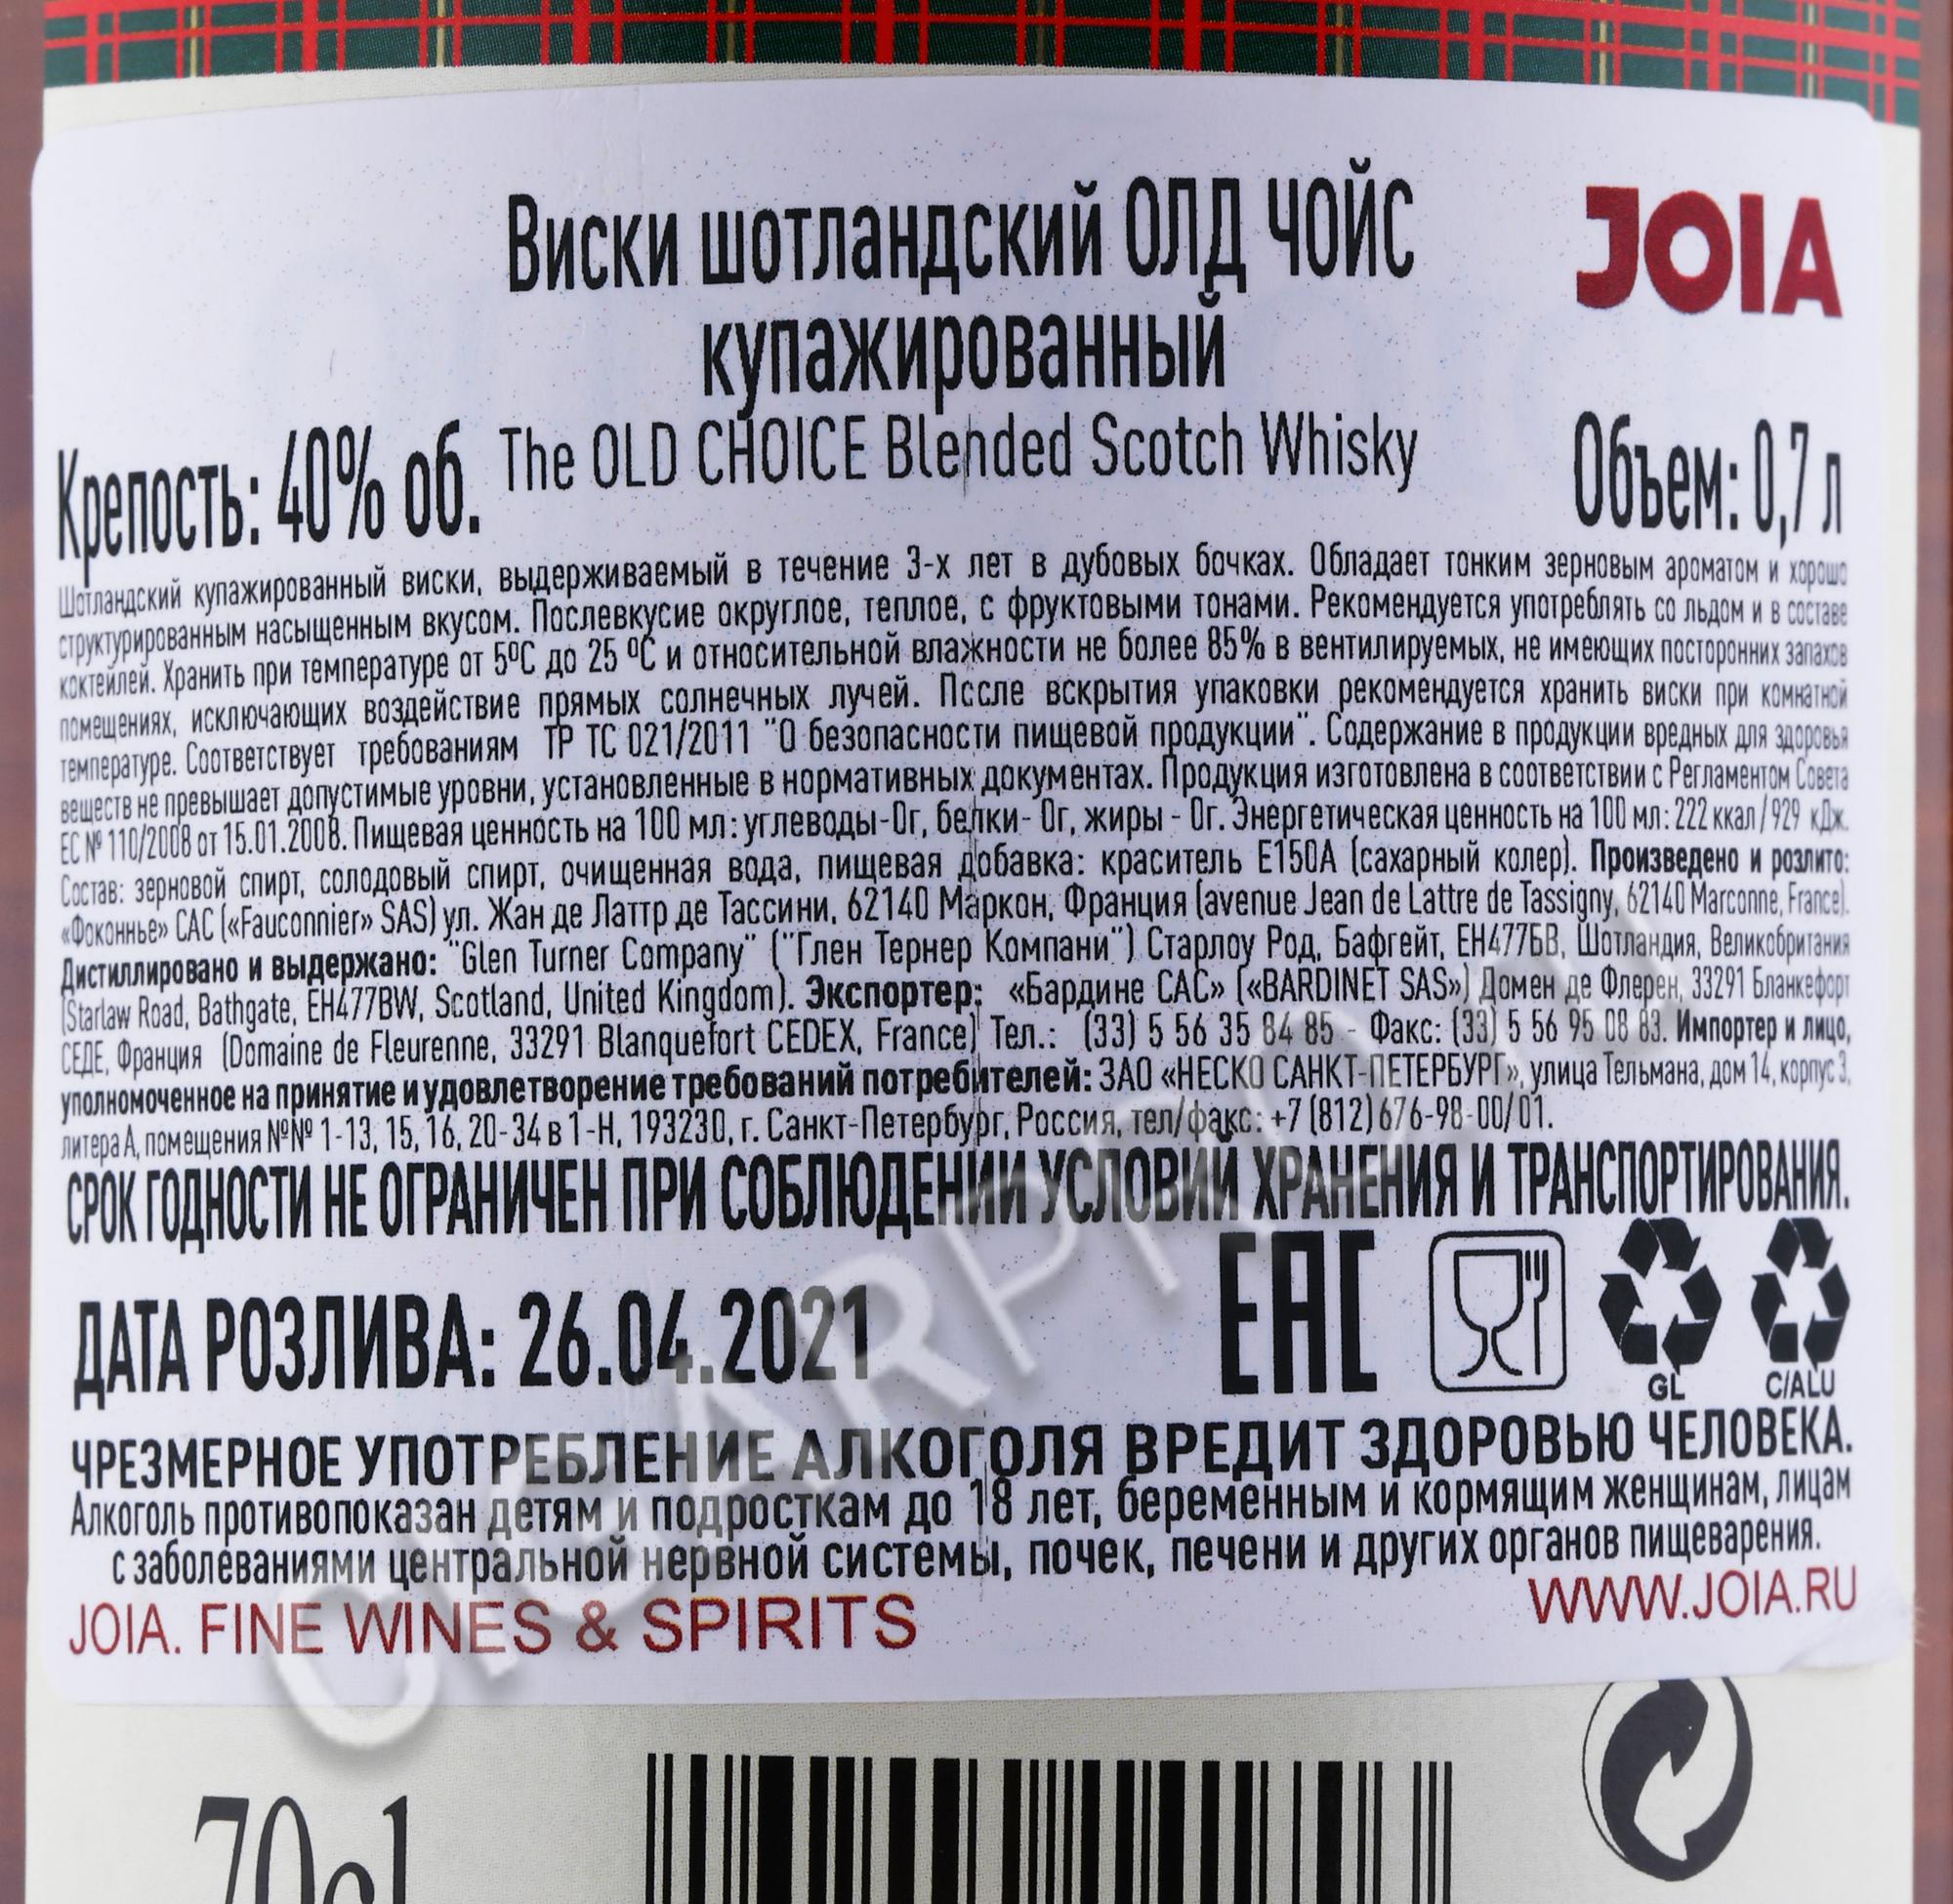 Виски шотландский ОЛД ЧОЙС
JOIA
купажированный
Крепость: 40% об.
The OLD CHOICE Blended Scotch Whisky
Объем: 0,7 л
Шотландский купажированный виски, выдерживаемый в течение 3-х лет в дубовых бочках. Обладает тонким зерновым ароматом и хорошо
структурированным насыщенным вкусом. Послевкусие округлое, теплое, с фруктовыми тонами. Рекомендуется употреблять со льдом и в составе
коктейлей. Хранить при температуре от 5ºС до 25 ºС и относительной влажности не более 85% в вентилируемых, не имеющих посторонних запахов
помещениях, исключающих воздействие прямых солнечных лучей. После вскрытия упаковки рекомендуется хранить виски при комнатной
температуре. Соответствует требованиям ТР ТС 021/2011 "О безопасности пищевой продукции". Содержание в продукции вредных для здоровья
веществ не превышает допустимые уровни, установленные в нормативных документах. Продукция изготовлена в соответствии с Регламентом Совета
ЕС № 110/2008 от 15.01.2008. Пищевая ценность на 100 мл: углеводы-0г, белки- 0г, жиры - 0г. Энергетическая ценность на 100 мл: 222 ккал/929 кДж.
Состав: зерновой спирт, солодовый спирт, очищенная вода, пищевая добавка: краситель Е150А (сахарный колер). Произведено и розлито:
«Фоконнье» САС («Fauconnier» SAS) ул. Жан де Латтр де Тассини, 62140 Маркон, Франция (avenue Jean de Lattre de Tassigny, 62140 Marconne, France).
Дистиллировано и выдержано: "Glen Turner Company" ("Глен Тернер Компани") Старлоу Род, Бафгейт, ЕН477БВ, Шотландия, Великобритания
(Starlaw Road, Bathgate, EH477BW, Scotland, United Kingdom). Экспортер: «Бардине САС» («BARDINET SAS») Домен де Флерен, 33291 Бланкефорт
СЕДЕ, Франция (Domaine de Fleurenne, 33291 Blanquefort CEDEX, France) Тел.: (33) 5 56 35 84 85 - Факс: (33) 5 56 95 08 83. Импортер и лицо,
уполномоченное на принятие и удовлетворение требований потребителей: ЗАО «НЕСКО САНКТ-ПЕТЕРБУРГ», улица Тельмана, дом 14, корпус 3,
литера А, помещения №№ 1-13, 15, 16, 20-34 в 1-Н, 193230, г. Санкт-Петербург, Россия, тел/факс: +7 (812) 676-98-00/01.
СРОК ГОДНОСТИ НЕ ОГРАНИЧЕН ПРИ СОБЛЮДЕНИИ УСЛОВИЙ ХРАНЕНИЯ И ТРАНСПОРТИРОВАНИЯ.
ДАТА РОЗЛИВА: 26.04.2021
EAC
GL
C/ALU
ЧРЕЗМЕРНОЕ УПОТРЕБЛЕНИЕ АЛКОГОЛЯ ВРЕДИТ ЗДОРОВЬЮ ЧЕЛОВЕКА.
Алкоголь противопоказан детям и подросткам до 18 лет, беременным и кормящим женщинам, лицам
с заболеваниями центральной нервной системы, почек, печени и других органов пищеварения.
JOIA. FINE WINES & SPIRITS
WWW.JOIA.RU
70cl
CIGARPRO.RU